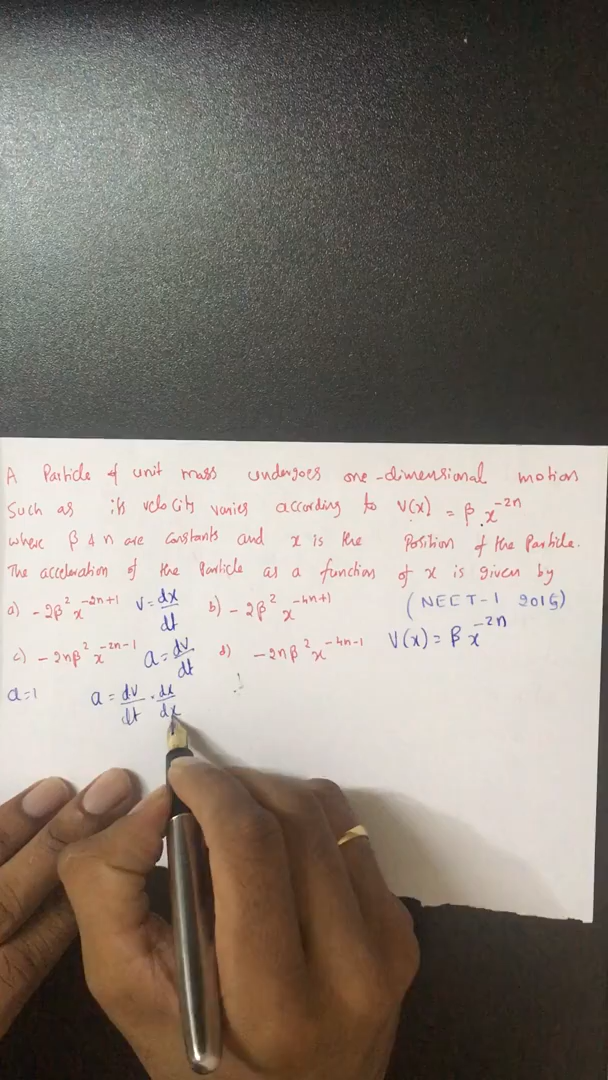 A Particle of unit mass undergoes one-dimensional motion
Such as its velocity varies according to V(x) = β x^{-2n}
where β & n are constants and x is the Position of the Particle.
The acceleration of the Particle as a function of x is given by
a) -2β² x^{-2n+1} V = dx/dt b) -2β² x^{-4n+1} (NEET-1 2015)
c) -2nβ² x^{-2n-1} a = dv/dt d) -2nβ² x^{-4n-1} V(x) = β x^{-2n}
a=1 a = dv/dt · dx/dx